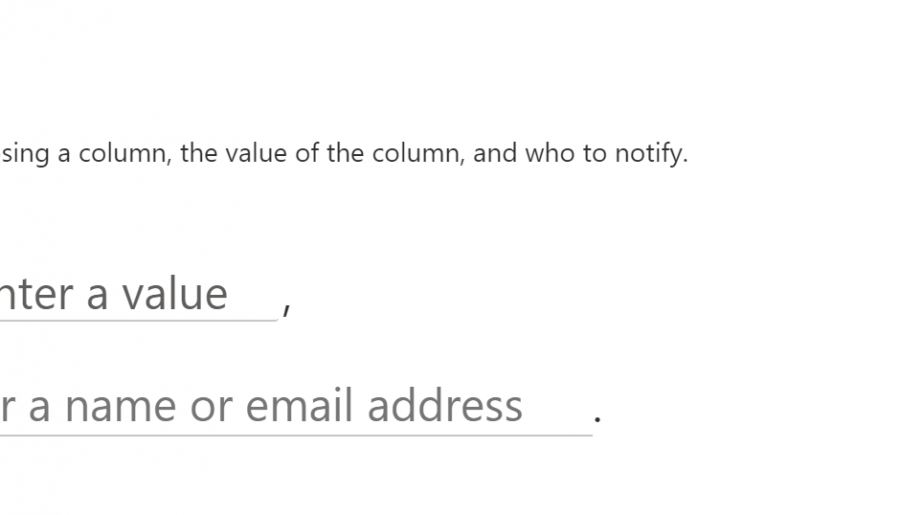 sing a column, the value of the column, and who to notify.
nter a value ,
r a name or email address .